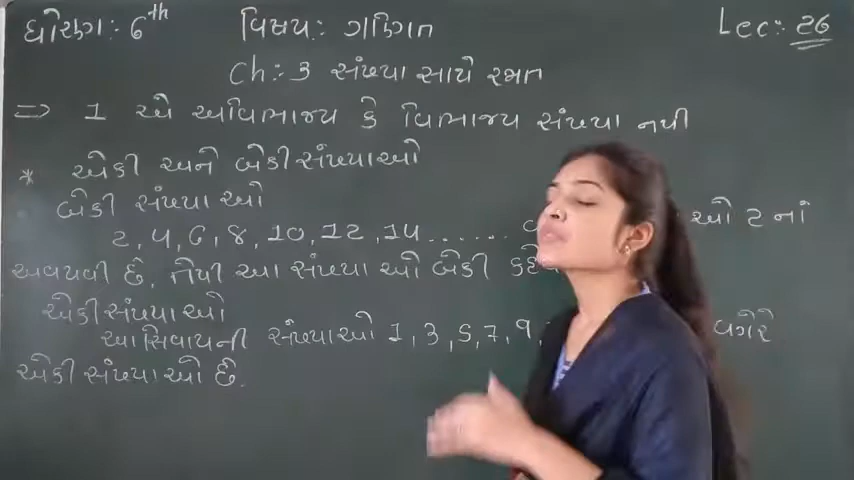 ધોરણ : 6th વિષય : ગણિત Lec : 26
Ch : 3 સંખ્યા સાથે રમત
⇒ 1 એ અવિભાજ્ય કે વિભાજ્ય સંખ્યા નથી
* એકી અને બેકી સંખ્યાઓ
બેકી સંખ્યા ઓ
2, 4, 6, 8, 10, 12, 14 ...... ઓ 2 નાં
અવયવી છે, તેથી આ સંખ્યા ઓ બેકી
એકી સંખ્યા ઓ
આ સિવાયની સંખ્યા ઓ 1, 3, 5, 7, 9, વગેરે
એકી સંખ્યા ઓ છે.